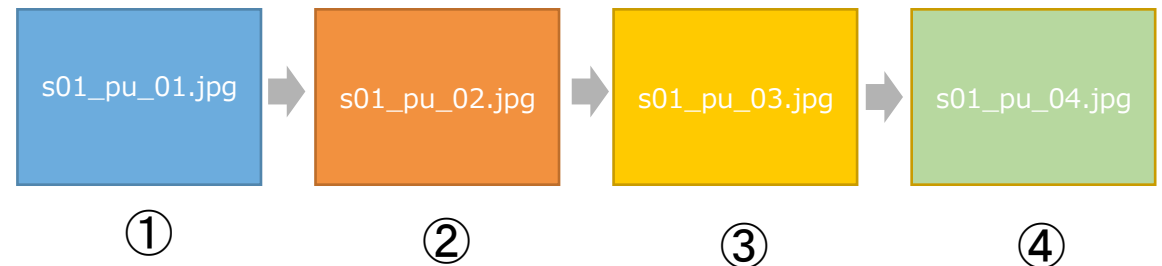 s01_pu_01.jpg
s01_pu_02.jpg
s01_pu_03.jpg
s01_pu_04.jpg
①
②
③
④